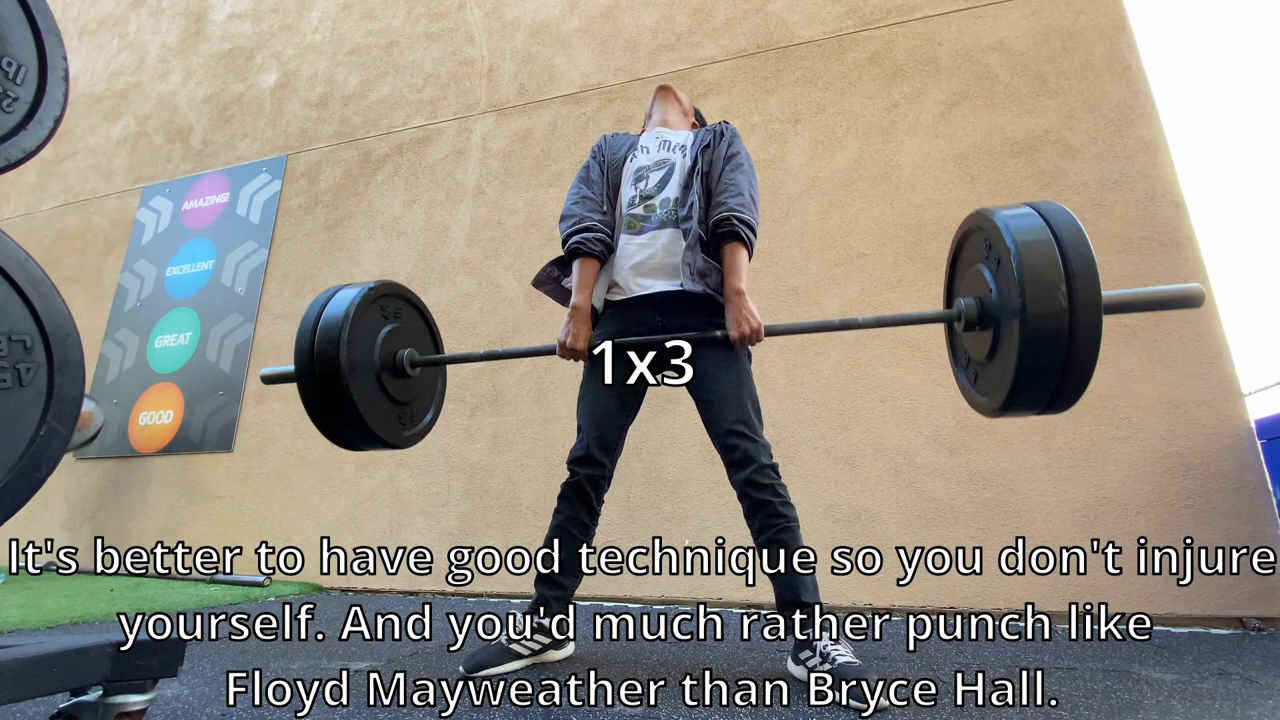 AMAZING!
EXCELLENT
GREAT
GOOD
45
1x3
It's better to have good technique so you don't injure
yourself. And you'd much rather punch like
Floyd Mayweather than Bryce Hall.